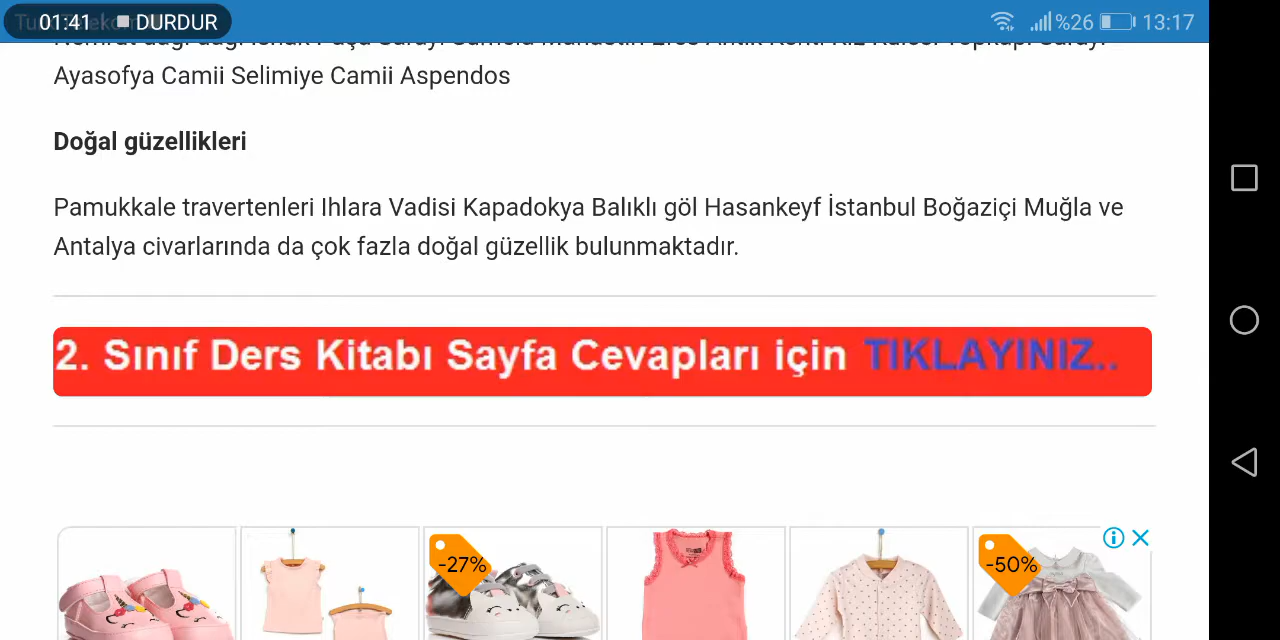 01:41 DURDUR
%26 13:17
Ayasofya Camii Selimiye Camii Aspendos
Doğal güzellikleri
Pamukkale travertenleri Ihlara Vadisi Kapadokya Balıklı göl Hasankeyf İstanbul Boğaziçi Muğla ve
Antalya civarlarında da çok fazla doğal güzellik bulunmaktadır.
2. Sınıf Ders Kitabı Sayfa Cevapları için TIKLAYINIZ..
-27%
-50%